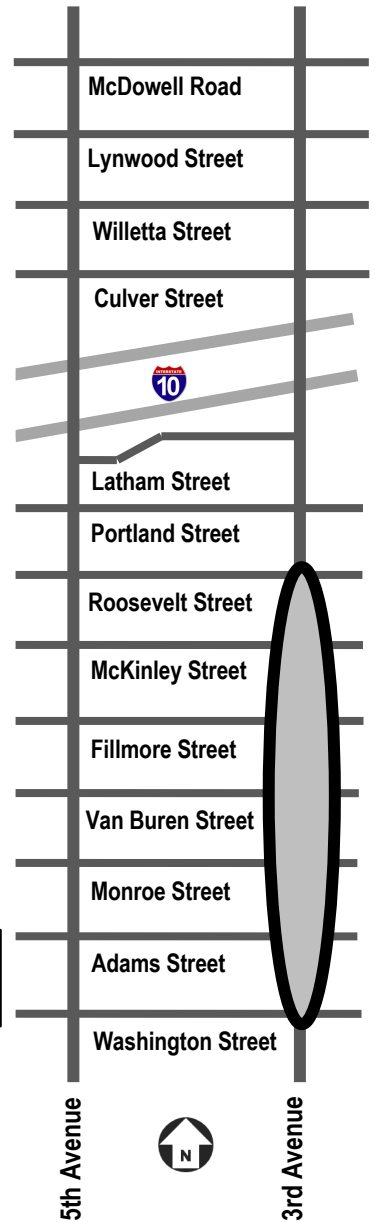 McDowell Road
Lynwood Street
Willetta Street
Culver Street
INTERSTATE
10
Latham Street
Portland Street
Roosevelt Street
McKinley Street
Fillmore Street
Van Buren Street
Monroe Street
Adams Street
Washington Street
5th Avenue
N
3rd Avenue